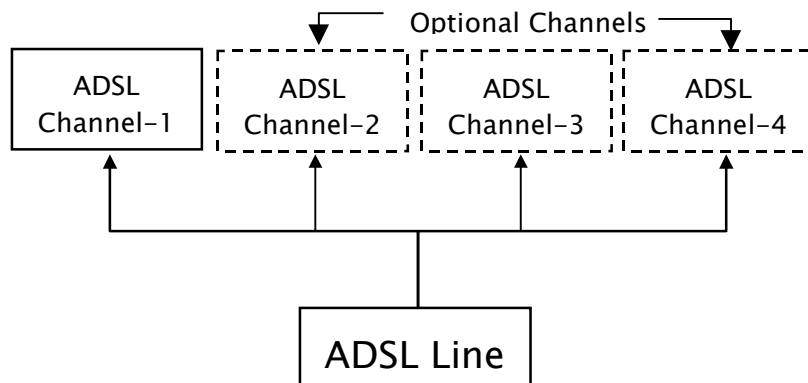 Optional Channels
ADSL
Channel-1
ADSL
Channel-2
ADSL
Channel-3
ADSL
Channel-4
ADSL Line